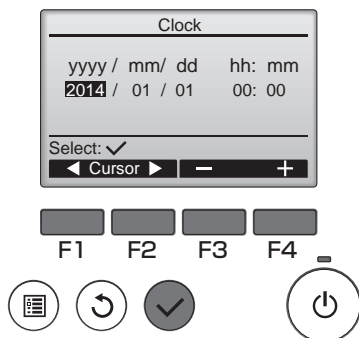 Clock
yyyy / mm/ dd hh: mm
2014 / 01 / 01 00: 00
Select: ✓
◀ Cursor ▶ − +
F1 F2 F3 F4